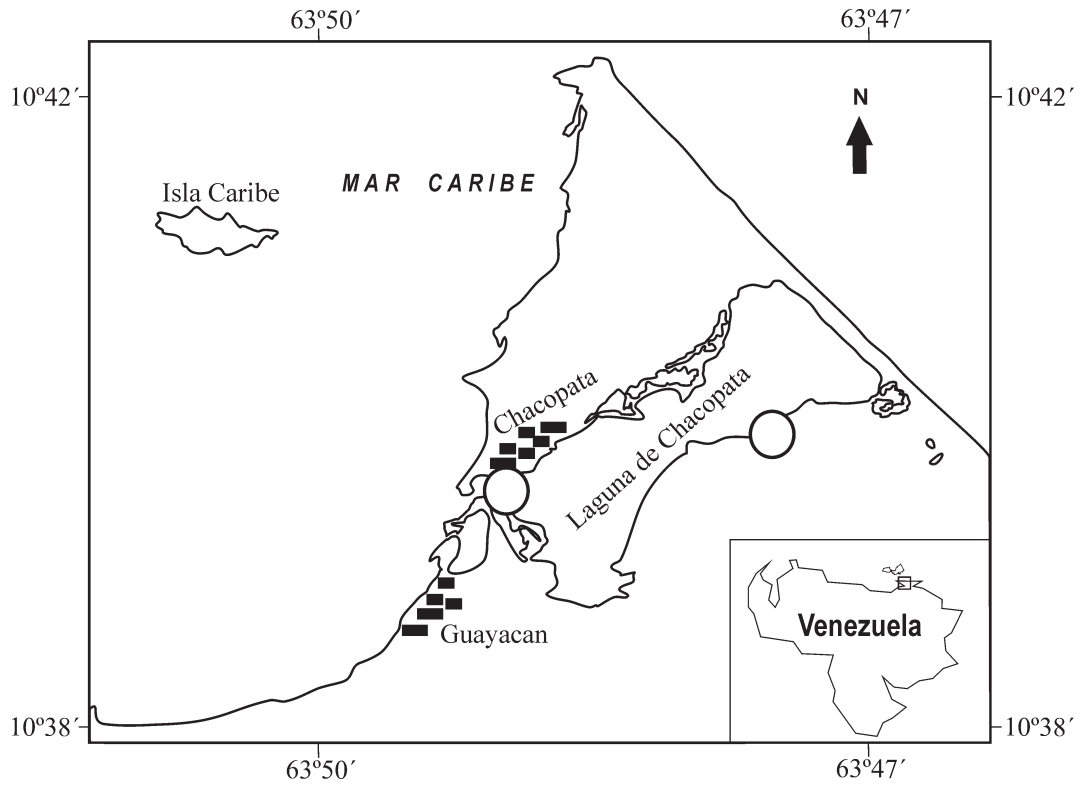 63º50´ 63º47´
10º42´ 10º42´
N
MAR CARIBE
Isla Caribe
Chacopata
Laguna de Chacopata
Venezuela
Guayacan
10º38´ 10º38´
63º50´ 63º47´